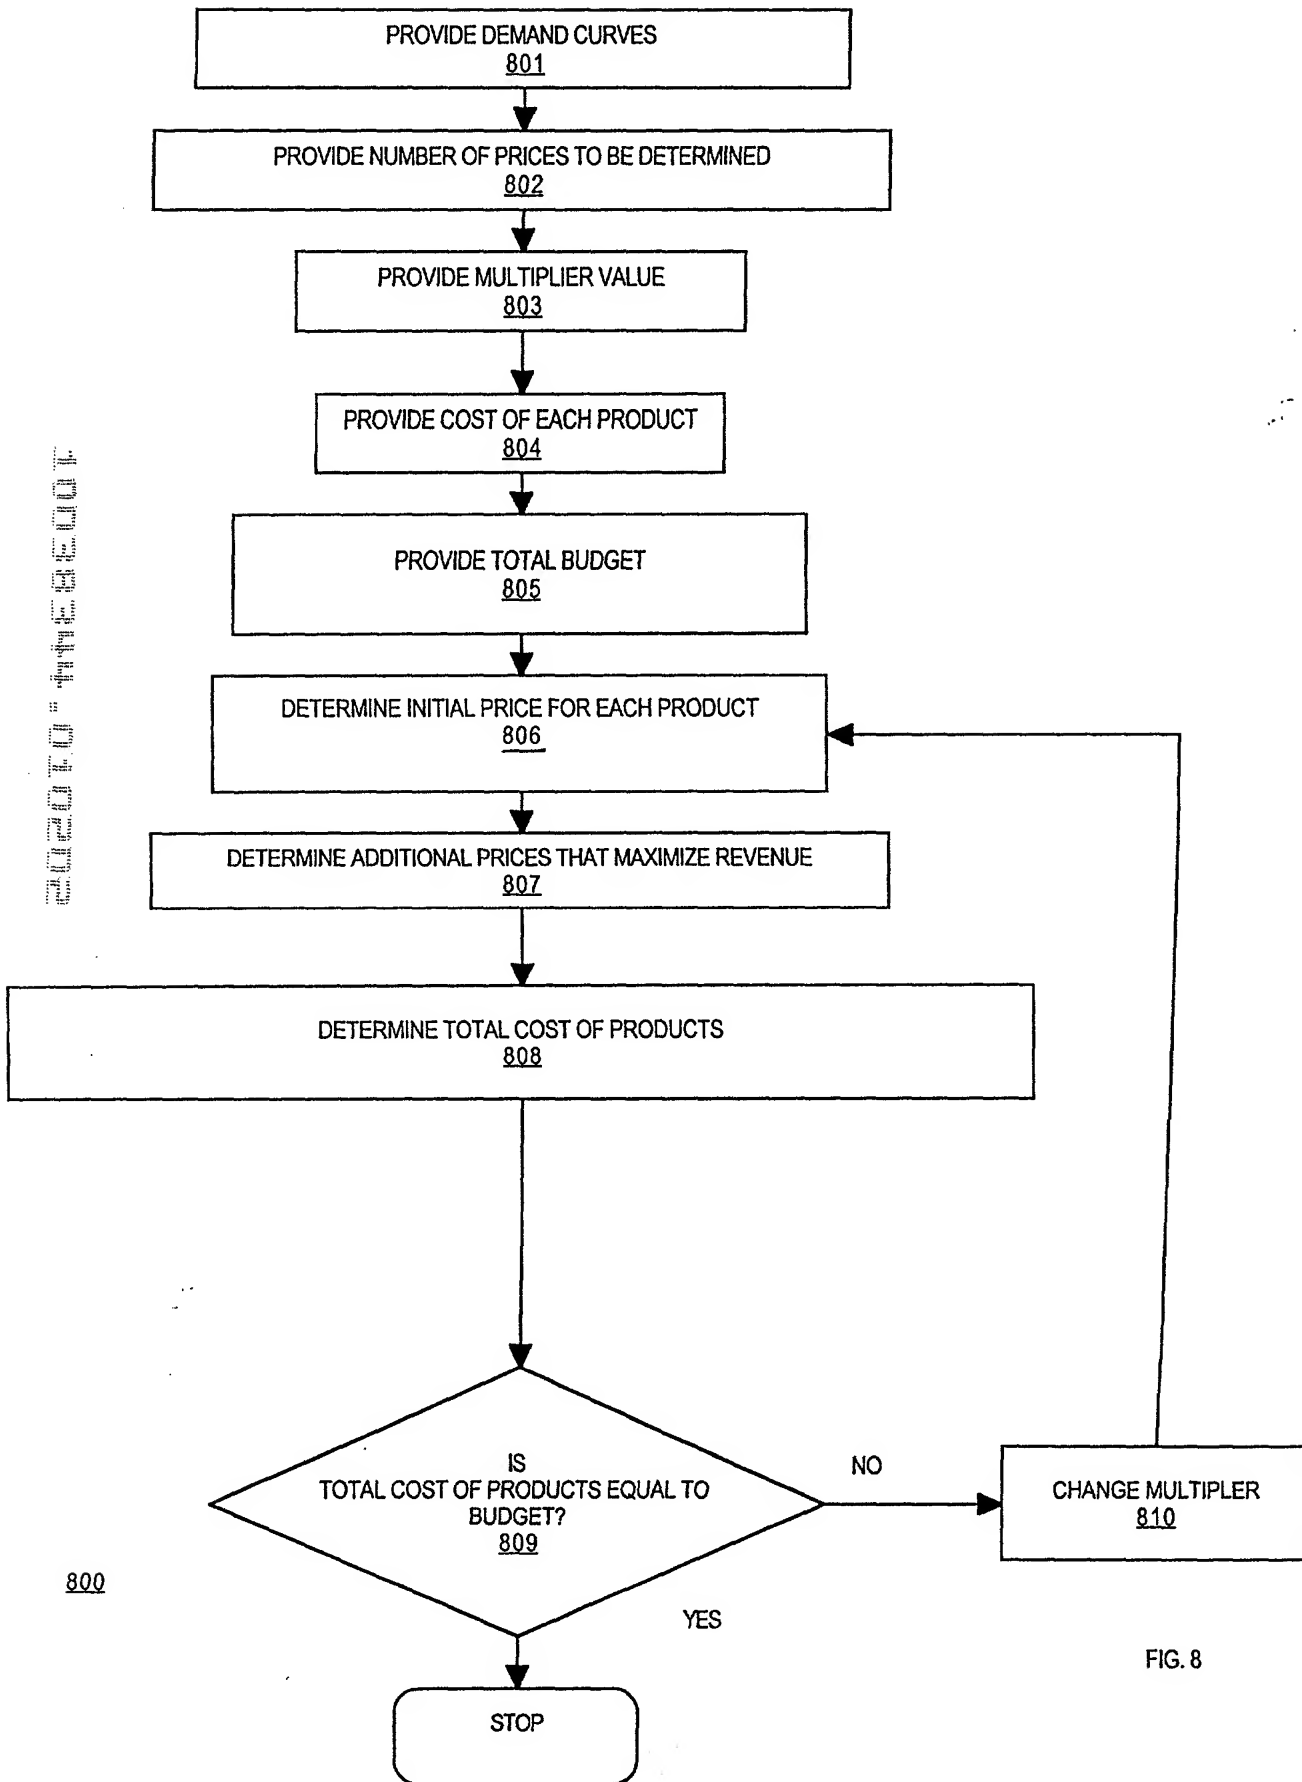 PROVIDE DEMAND CURVES
801
PROVIDE NUMBER OF PRICES TO BE DETERMINED
802
PROVIDE MULTIPLIER VALUE
803
PROVIDE COST OF EACH PRODUCT
804
PROVIDE TOTAL BUDGET
805
DETERMINE INITIAL PRICE FOR EACH PRODUCT
806
DETERMINE ADDITIONAL PRICES THAT MAXIMIZE REVENUE
807
DETERMINE TOTAL COST OF PRODUCTS
808
IS
TOTAL COST OF PRODUCTS EQUAL TO
BUDGET?
809
NO
CHANGE MULTIPLER
810
800
YES
FIG. 8
STOP